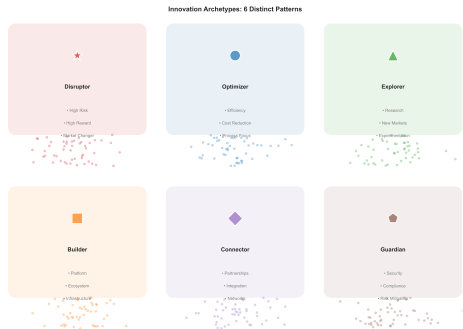 Innovation Archetypes: 6 Distinct Patterns
Disruptor
• High Risk
• High Reward
• Market Changer
Optimizer
• Efficiency
• Cost Reduction
• Process Focus
Explorer
• Research
• New Markets
• Experimentation
Builder
• Platform
• Ecosystem
• Infrastructure
Connector
• Partnerships
• Integration
• Networks
Guardian
• Security
• Compliance
• Risk Mitigation